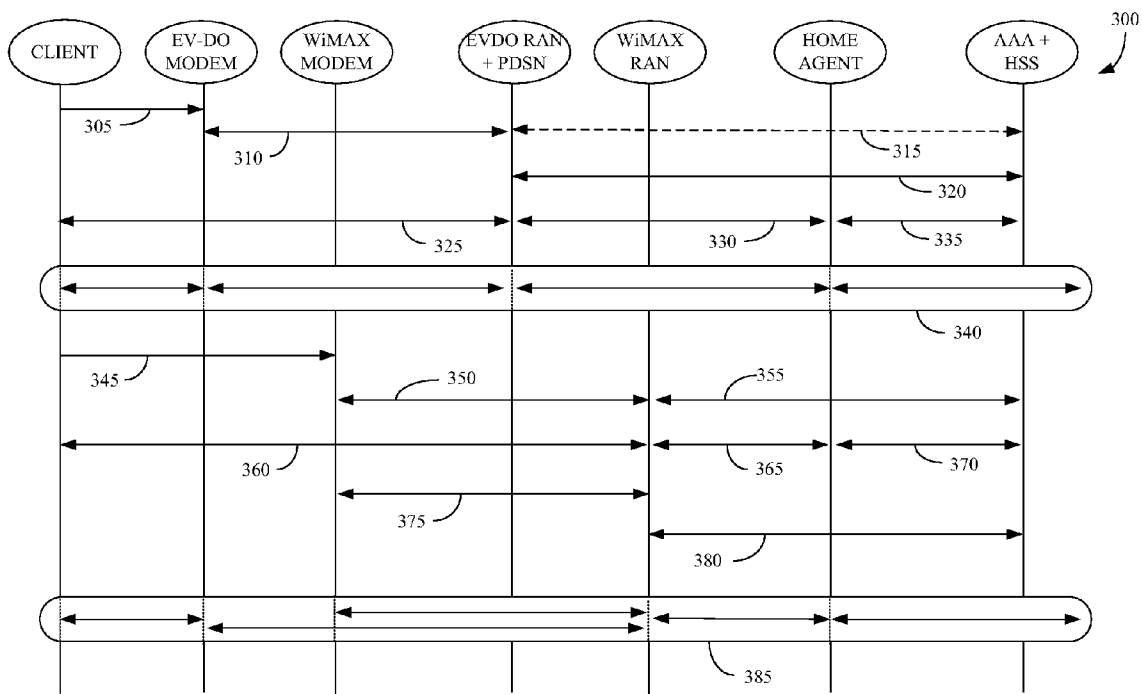 300
CLIENT
EV-DO
MODEM
WiMAX
MODEM
EVDO RAN
+ PDSN
WiMAX
RAN
HOME
AGENT
AAA +
HSS
305
310
315
320
325
330
335
340
345
350
355
360
365
370
375
380
385